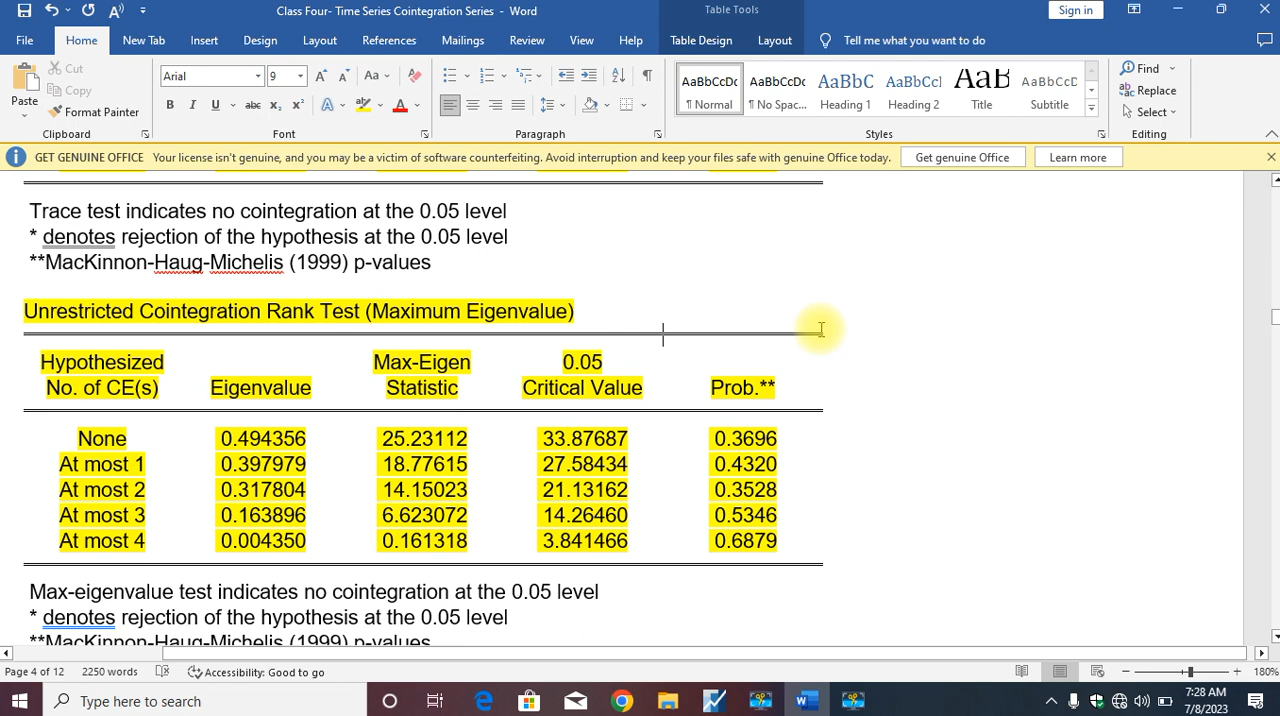 Class Four- Time Series Cointegration Series - Word
Table Tools
Sign in
File Home New Tab Insert Design Layout References Mailings Review View Help Table Design Layout Tell me what you want to do
Paste
Cut
Copy
Format Painter
Clipboard
Arial 9
Font
Paragraph
AaBbCcDc AaBbCcDc AaBbC AaBbCcI AaB AaBbCcD
¶ Normal ¶ No Spac... Heading 1 Heading 2 Title Subtitle
Styles
Find
Replace
Select
Editing
GET GENUINE OFFICE Your license isn't genuine, and you may be a victim of software counterfeiting. Avoid interruption and keep your files safe with genuine Office today. Get genuine Office Learn more
Trace test indicates no cointegration at the 0.05 level
* denotes rejection of the hypothesis at the 0.05 level
**MacKinnon-Haug-Michelis (1999) p-values
Unrestricted Cointegration Rank Test (Maximum Eigenvalue)
Hypothesized Max-Eigen 0.05
No. of CE(s) Eigenvalue Statistic Critical Value Prob.**
None 0.494356 25.23112 33.87687 0.3696
At most 1 0.397979 18.77615 27.58434 0.4320
At most 2 0.317804 14.15023 21.13162 0.3528
At most 3 0.163896 6.623072 14.26460 0.5346
At most 4 0.004350 0.161318 3.841466 0.6879
Max-eigenvalue test indicates no cointegration at the 0.05 level
* denotes rejection of the hypothesis at the 0.05 level
**MacKinnon-Haug-Michelis (1999) p-values
Page 4 of 12 2250 words Accessibility: Good to go 180%
Type here to search
7:28 AM
7/8/2023